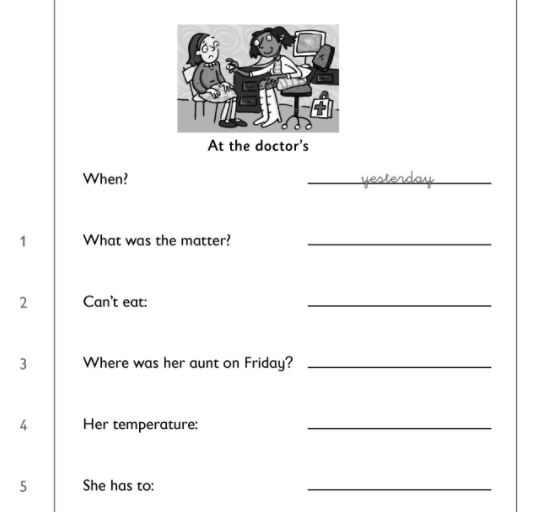 At the doctor's
When? yesterday
1 What was the matter?
2 Can't eat:
3 Where was her aunt on Friday?
4 Her temperature:
5 She has to: